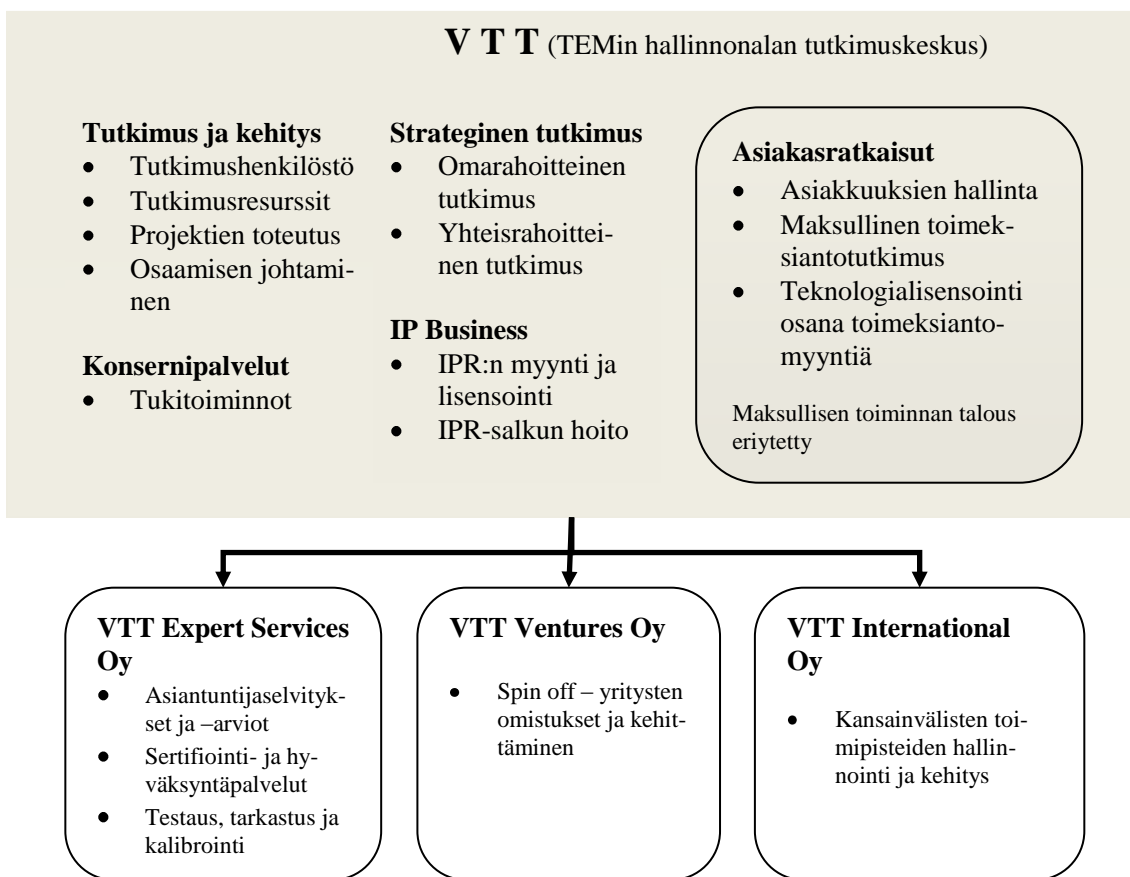 V T T (TEMin hallinnonalan tutkimuskeskus)
Tutkimus ja kehitys
• Tutkimushenkilöstö
• Tutkimusresurssit
• Projektien toteutus
• Osaamisen johtami-
nen
Konsernipalvelut
• Tukitoiminnot
Strateginen tutkimus
• Omarahoitteinen
tutkimus
• Yhteisrahoittei-
nen tutkimus
IP Business
• IPR:n myynti ja
lisensointi
• IPR-salkun hoito
Asiakasratkaisut
• Asiakkuuksien hallinta
• Maksullinen toimek-
siantotutkimus
• Teknologialisensointi
osana toimeksianto-
myyntiä
Maksullisen toiminnan talous
eriytetty
VTT Expert Services
Oy
• Asiantuntijaselvityk-
set ja –arviot
• Sertifiointi- ja hy-
väksyntäpalvelut
• Testaus, tarkastus ja
kalibrointi
VTT Ventures Oy
• Spin off – yritysten
omistukset ja kehit-
täminen
VTT International
Oy
• Kansainvälisten toi-
mipisteiden hallin-
nointi ja kehitys